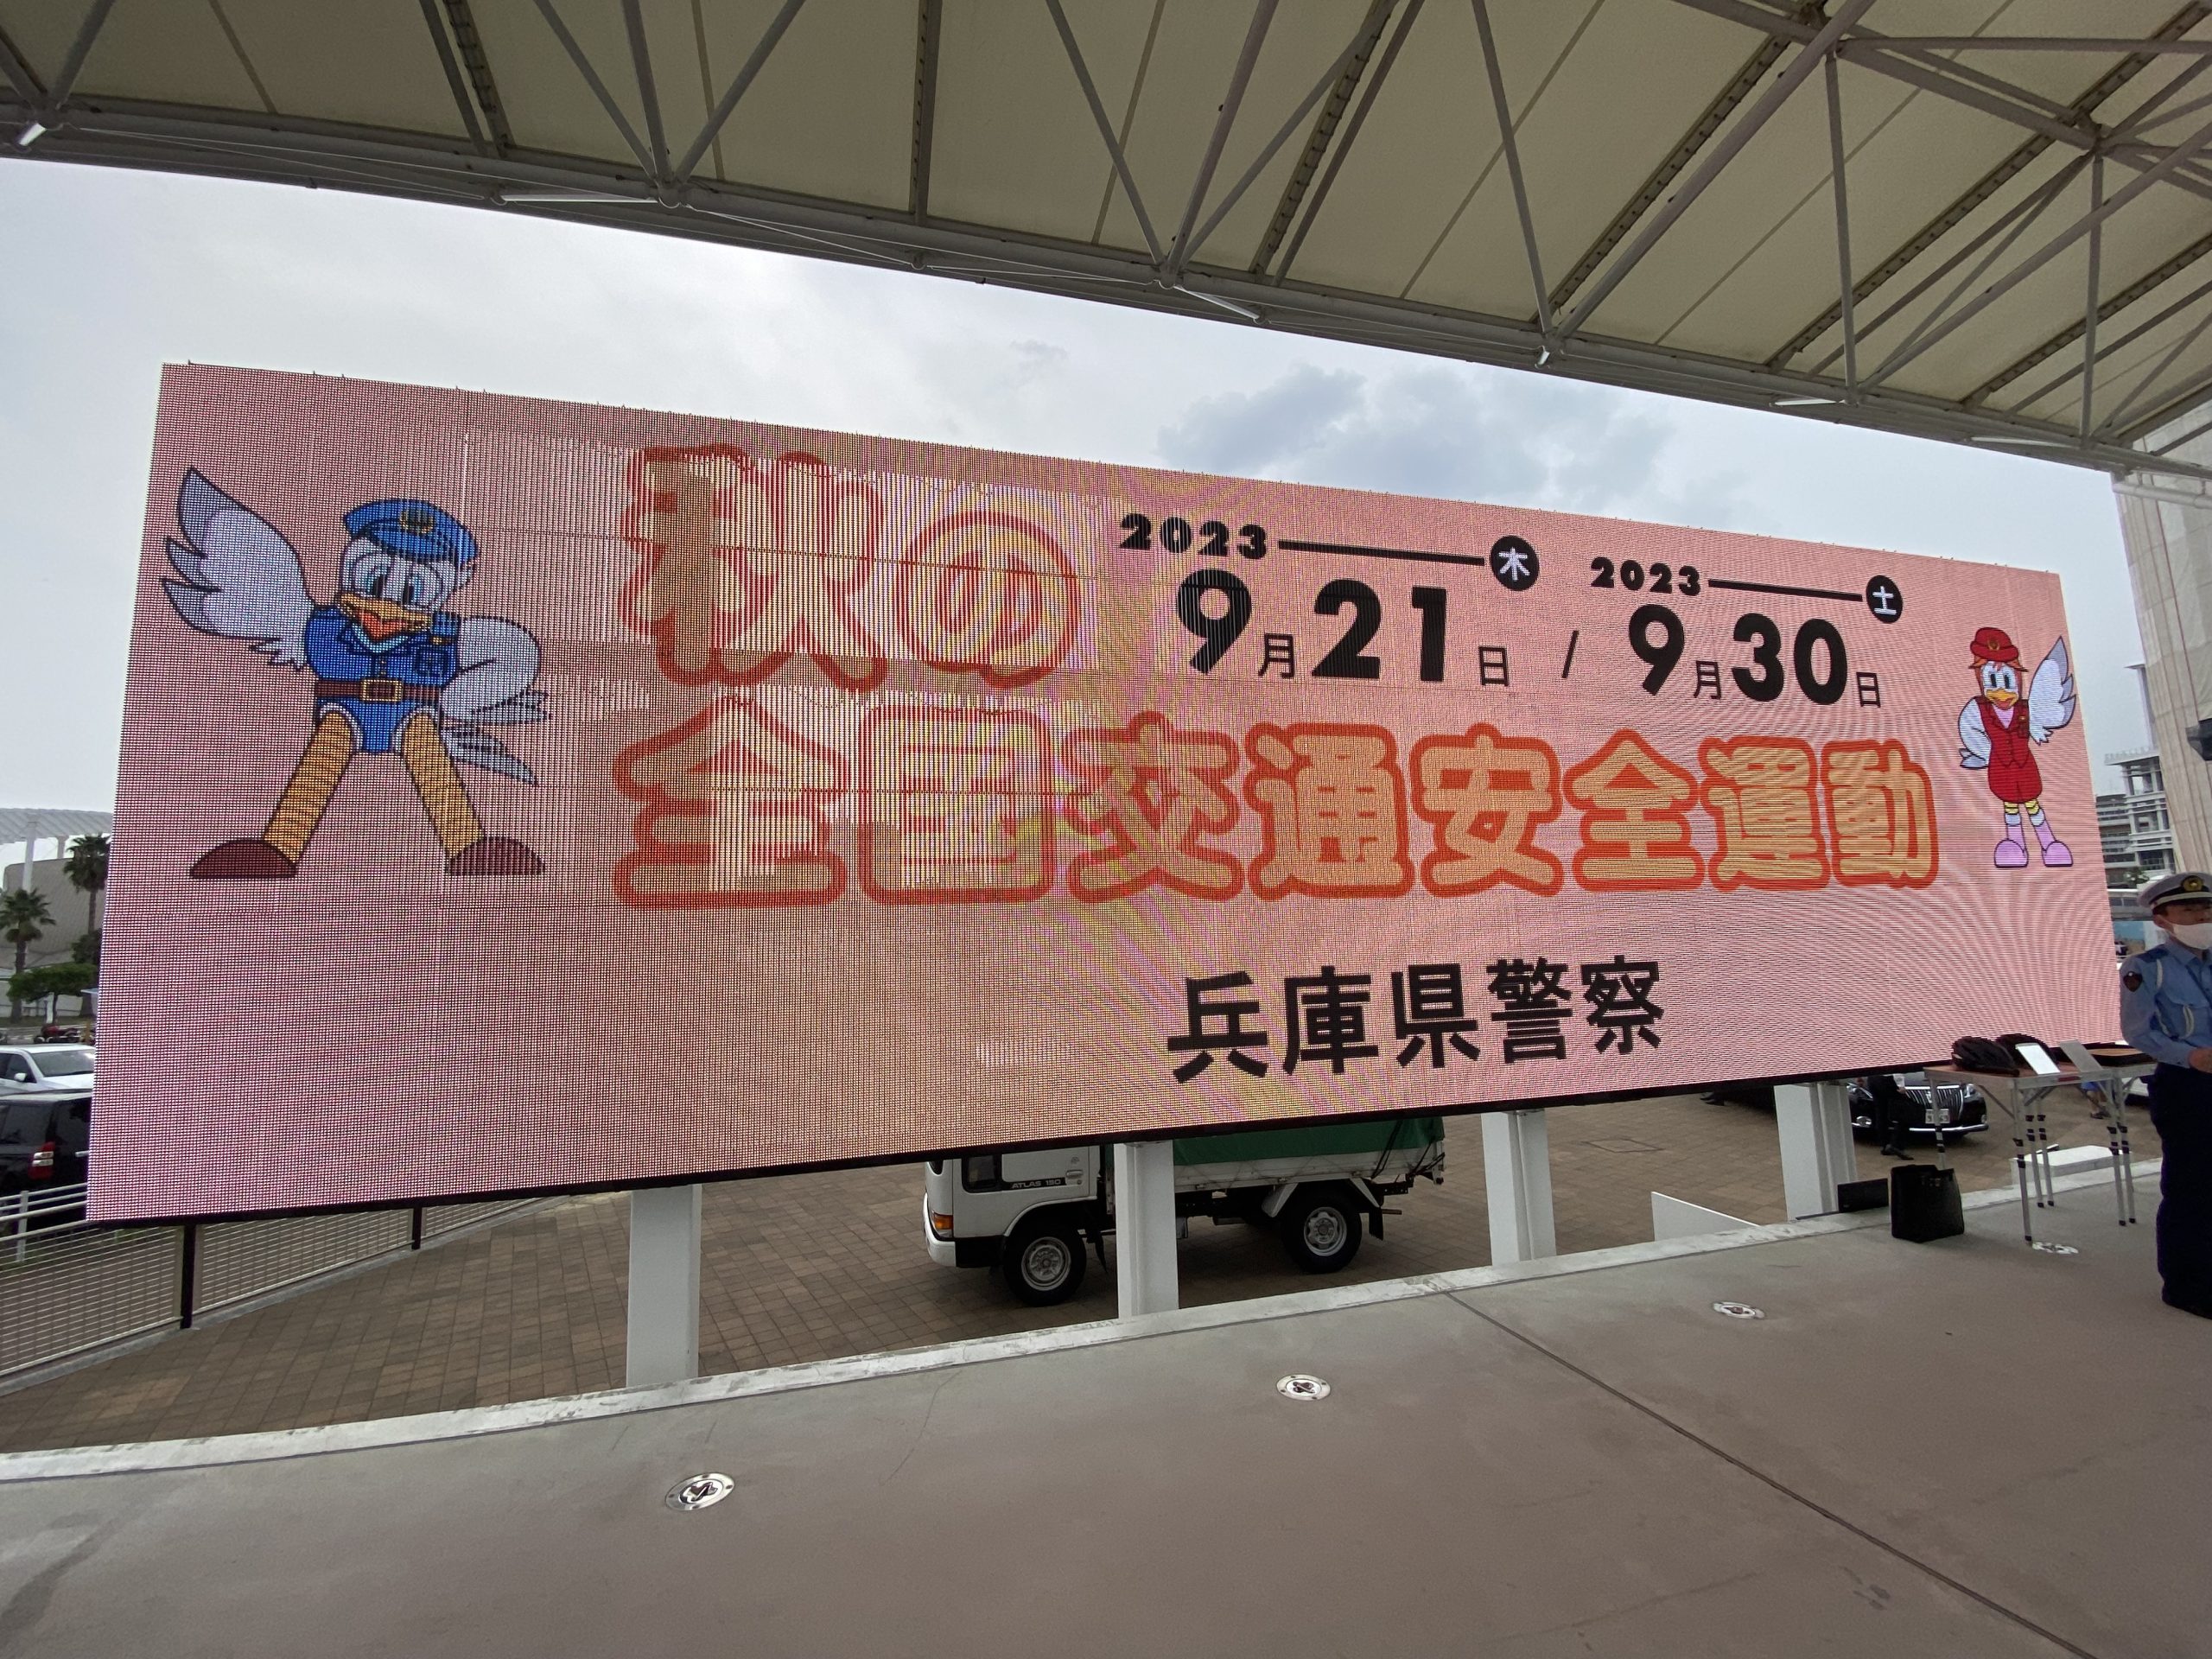 秋の
2023 木
9月21日
/
2023 土
9月30日
全国交通安全運動
兵庫県警察
ATLAS 150